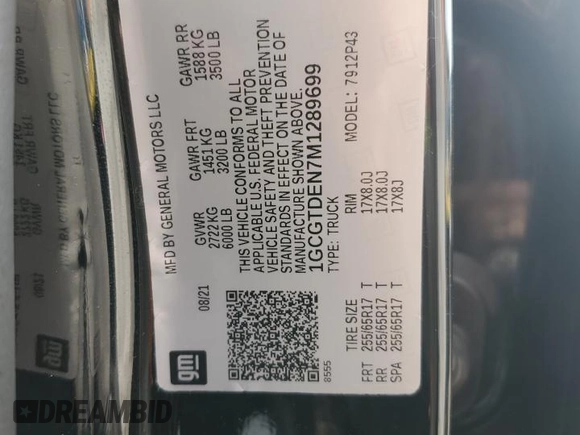 MFD BY GENERAL MOTORS LLC
08/21
GVWR GAWR FRT GAWR RR
2722 KG 1451 KG 1588 KG
6000 LB 3200 LB 3500 LB
THIS VEHICLE CONFORMS TO ALL
APPLICABLE U.S. FEDERAL MOTOR
VEHICLE SAFETY AND THEFT PREVENTION
STANDARDS IN EFFECT ON THE DATE OF
MANUFACTURE SHOWN ABOVE.
1GCGTDEN7M1289699
TYPE: TRUCK MODEL: 7912P43
gm
8555
TIRE SIZE RIM
FRT 255/65R17 T 17X8.0J
RR 255/65R17 T 17X8.0J
SPA 255/65R17 T 17X8J
DREAMBID